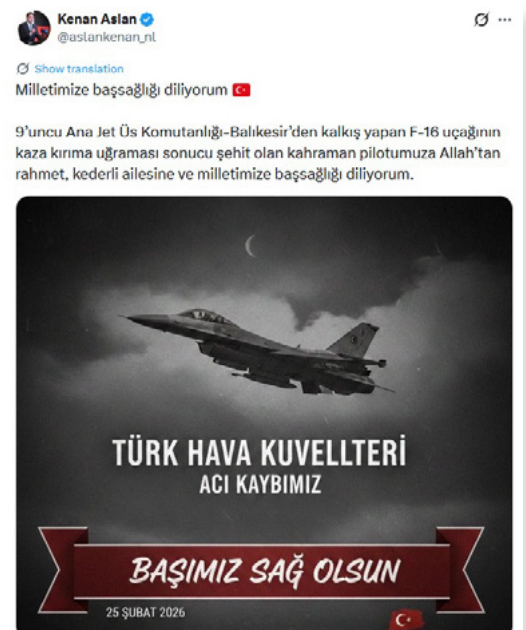 Kenan Aslan
@aslankenan_nl
Show translation
Milletimize başsağlığı diliyorum 🇹🇷
9’uncu Ana Jet Üs Komutanlığı-Balıkesir’den kalkış yapan F-16 uçağının
kaza kırıma uğraması sonucu şehit olan kahraman pilotumuza Allah’tan
rahmet, kederli ailesine ve milletimize başsağlığı diliyorum.
TÜRK HAVA KUVELLTERİ
ACI KAYBIMIZ
BAŞIMIZ SAĞ OLSUN
25 ŞUBAT 2026